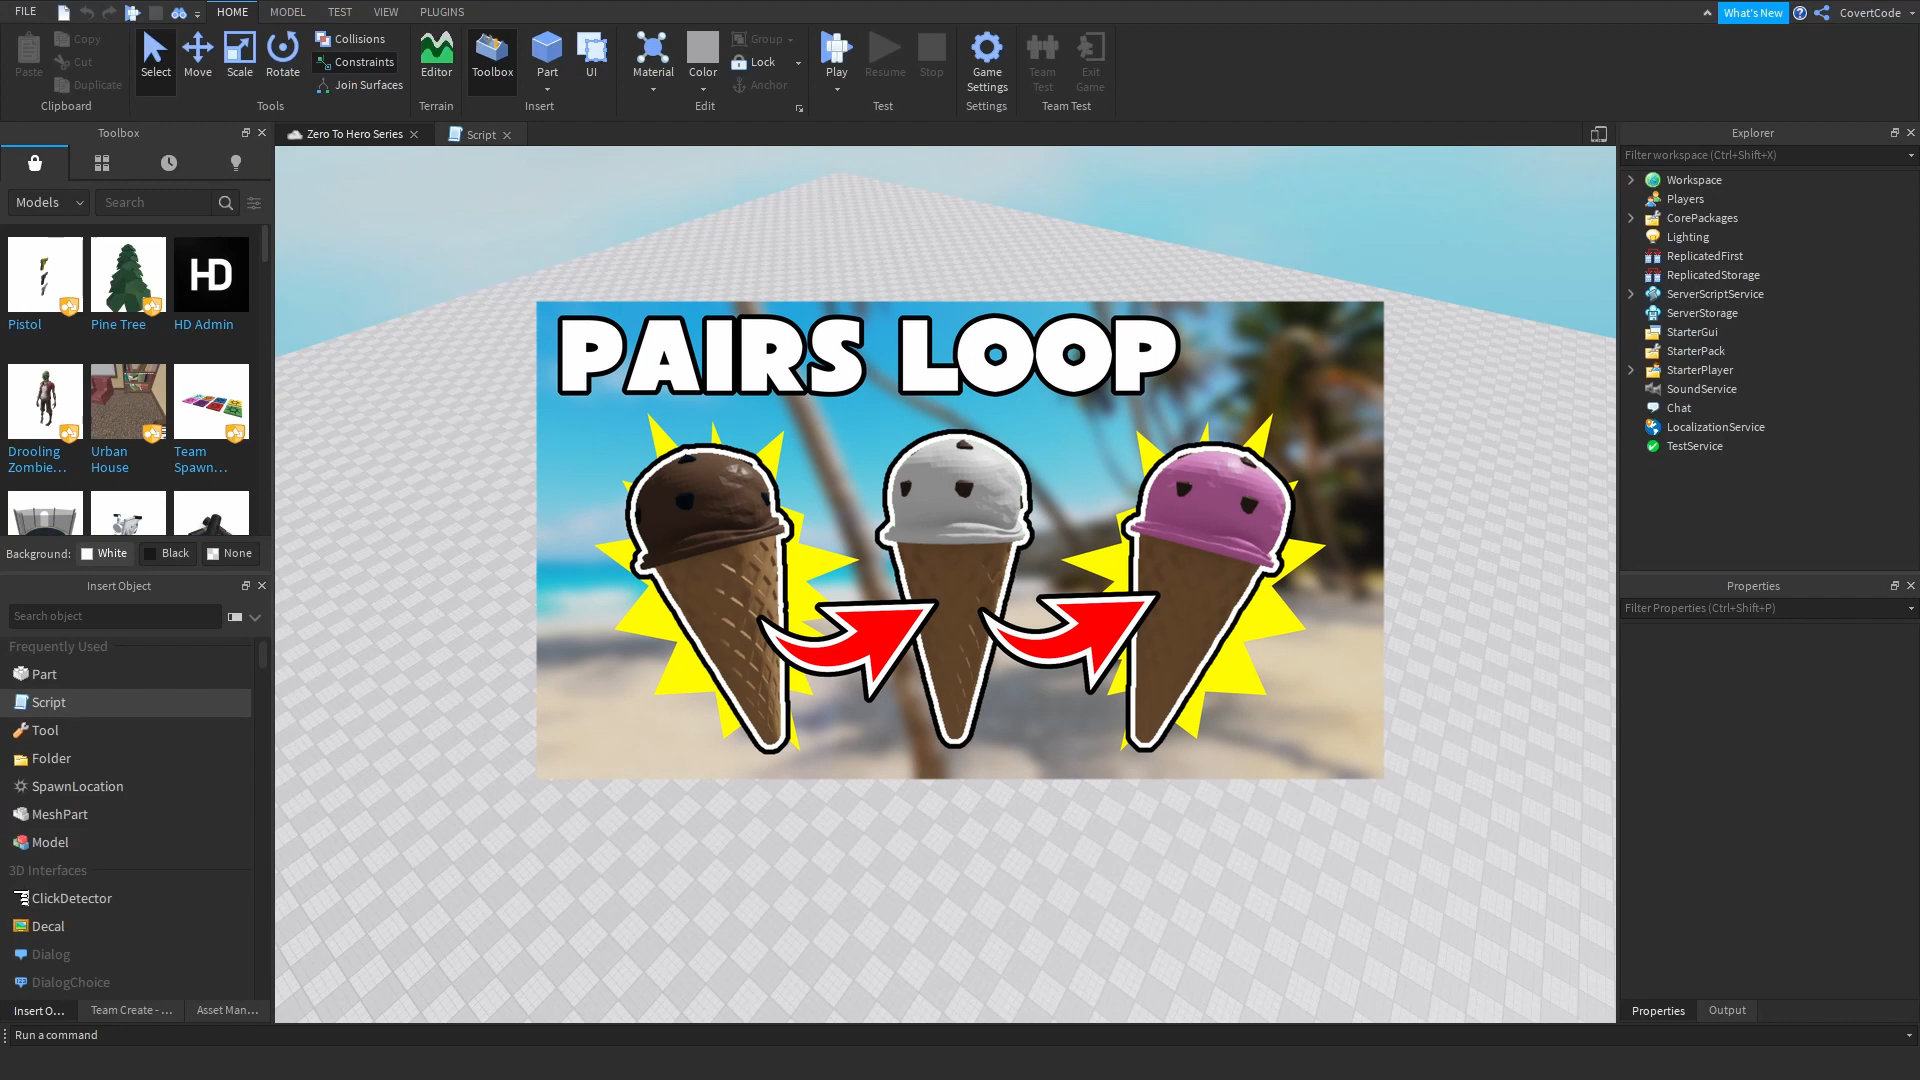 FILE
HOME
MODEL
TEST
VIEW
PLUGINS
What's New
CovertCode
Paste
Copy
Cut
Duplicate
Clipboard
Select
Move
Scale
Rotate
Collisions
Constraints
Join Surfaces
Tools
Editor
Terrain
Toolbox
Part
UI
Insert
Material
Color
Group
Lock
Anchor
Edit
Play
Resume
Stop
Test
Game
Settings
Settings
Team
Test
Exit
Game
Team Test
Toolbox
Models
Search
HD
Pistol
Pine Tree
HD Admin
Drooling
Zombie...
Urban
House
Team
Spawn...
Background:
White
Black
None
Insert Object
Search object
Frequently Used
Part
Script
Tool
Folder
SpawnLocation
MeshPart
Model
3D Interfaces
ClickDetector
Decal
Dialog
DialogChoice
Insert O...
Team Create - ...
Asset Man...
Run a command
Zero To Hero Series
Script
PAIRS LOOP
Explorer
Filter workspace (Ctrl+Shift+X)
Workspace
Players
CorePackages
Lighting
ReplicatedFirst
ReplicatedStorage
ServerScriptService
ServerStorage
StarterGui
StarterPack
StarterPlayer
SoundService
Chat
LocalizationService
TestService
Properties
Filter Properties (Ctrl+Shift+P)
Properties
Output